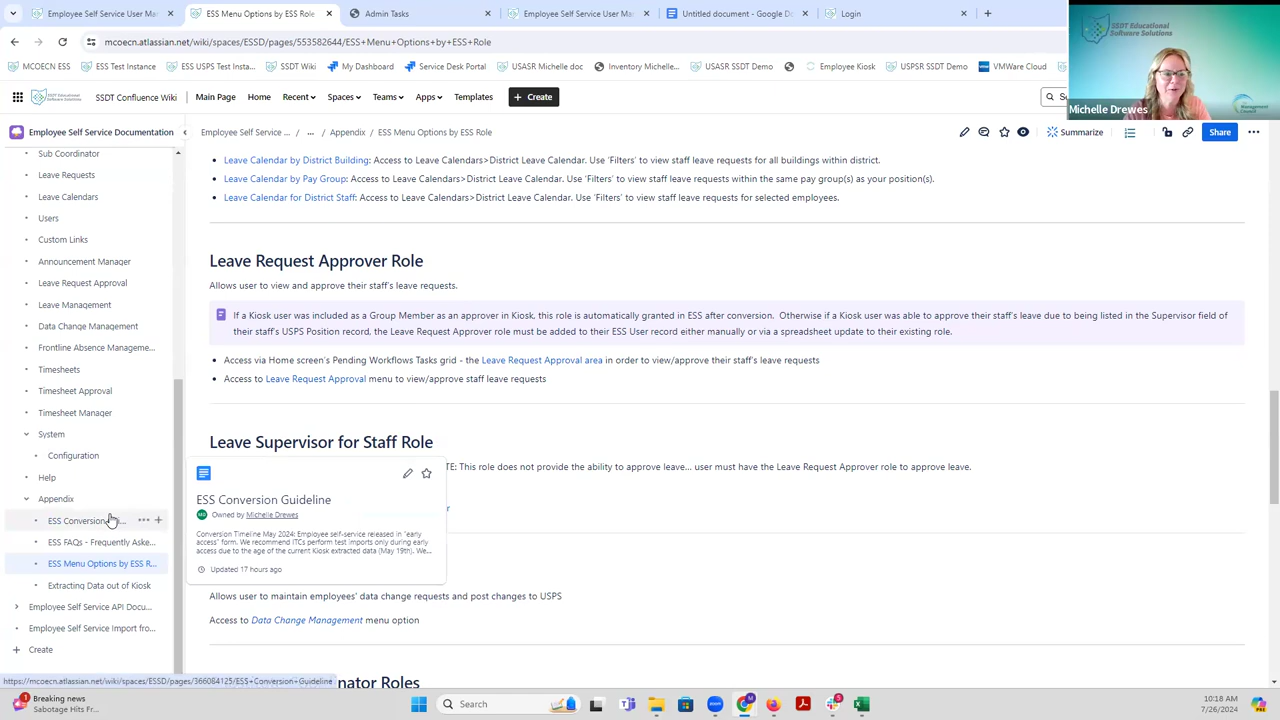 Employee Self Service User Ma
ESS Menu Options by ESS Role
Admin Tasks
Employee Self Service User Ma
Untitled document - Google D
Login
mcoecn.atlassian.net/wiki/spaces/ESSD/pages/553582644/ESS+Menu+Options+by+ESS+Role
MCOECN ESS
ESS Test Instance
ESS USPS Test Insta...
SSDT Wiki
My Dashboard
Service Desk Portal
USASR Michelle doc
Inventory Michelle...
USASR SSDT Demo
Employee Kiosk
USPSR SSDT Demo
VMWare Cloud
SSDT Educational
Software Solutions
Michelle Drewes
Management
Council
SSDT Confluence Wiki
Main Page
Home
Recent
Spaces
Teams
Apps
Templates
Create
Employee Self Service Documentation
Employee Self Service ... / ... / Appendix / ESS Menu Options by ESS Role
Summarize
Share
Sub Coordinator
Leave Requests
Leave Calendars
Users
Custom Links
Announcement Manager
Leave Request Approval
Leave Management
Data Change Management
Frontline Absence Manageme...
Timesheets
Timesheet Approval
Timesheet Manager
System
Configuration
Help
Appendix
ESS Conversion
ESS FAQs - Frequently Aske...
ESS Menu Options by ESS R...
Extracting Data out of Kiosk
Employee Self Service API Docu...
Employee Self Service Import fro...
Create
Leave Calendar by District Building: Access to Leave Calendars>District Leave Calendar. Use 'Filters' to view staff leave requests for all buildings within district.
Leave Calendar by Pay Group: Access to Leave Calendars>District Leave Calendar. Use 'Filters' to view staff leave requests within the same pay group(s) as your position(s).
Leave Calendar for District Staff: Access to Leave Calendars>District Leave Calendar. Use 'Filters' to view staff leave requests for selected employees.
Leave Request Approver Role
Allows user to view and approve their staff's leave requests.
If a Kiosk user was included as a Group Member as an approver in Kiosk, this role is automatically granted in ESS after conversion. Otherwise if a Kiosk user was able to approve their staff's leave due to being listed in the Supervisor field of
their staff's USPS Position record, the Leave Request Approver role must be added to their ESS User record either manually or via a spreadsheet update to their existing role.
Access via Home screen's Pending Workflows Tasks grid - the Leave Request Approval area in order to view/approve their staff's leave requests
Access to Leave Request Approval menu to view/approve staff leave requests
Leave Supervisor for Staff Role
TE: This role does not provide the ability to approve leave... user must have the Leave Request Approver role to approve leave.
ESS Conversion Guideline
Owned by Michelle Drewes
Conversion Timeline May 2024: Employee self-service released in "early
access" form. We recommend ITCs perform test imports only during early
access due to the age of the current Kiosk extracted data (May 19th). We...
Updated 17 hours ago
Allows user to maintain employees' data change requests and post changes to USPS
Access to Data Change Management menu option
nator Roles
https://mcoecn.atlassian.net/wiki/spaces/ESSD/pages/366084125/ESS+Conversion+Guideline
Breaking news
Sabotage Hits Fr...
Search
10:18 AM
7/26/2024